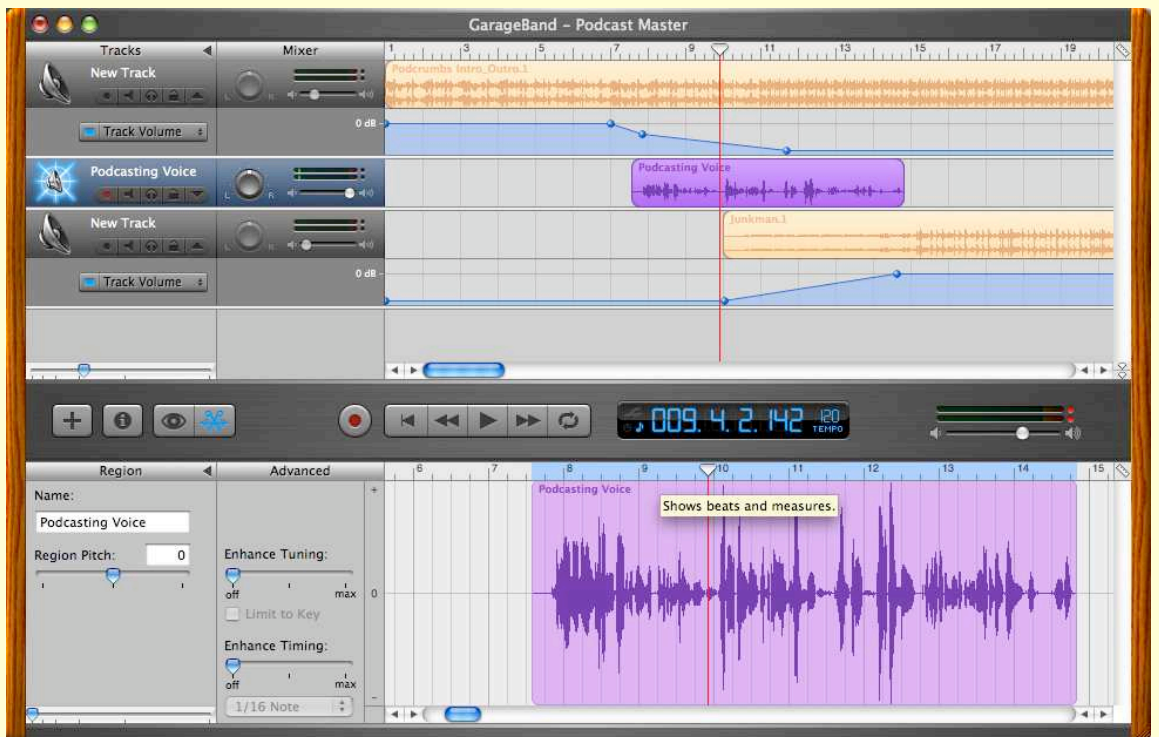 GarageBand – Podcast Master
Tracks Mixer 1 3 5 7 9 11 13 15 17 19
New Track
L R
Podcrumbs Intro_Outro.1
Track Volume 0 dB
Podcasting Voice
L R
Podcasting Voice
New Track
L R
Junkman.1
Track Volume 0 dB
009. 4. 2. 142 120
TEMPO
Region Advanced 6 7 8 9 10 11 12 13 14 15
Name:
Podcasting Voice
Region Pitch: 0
Enhance Tuning:
off max
Limit to Key
Enhance Timing:
off max
1/16 Note
+
0
-
Podcasting Voice
Shows beats and measures.